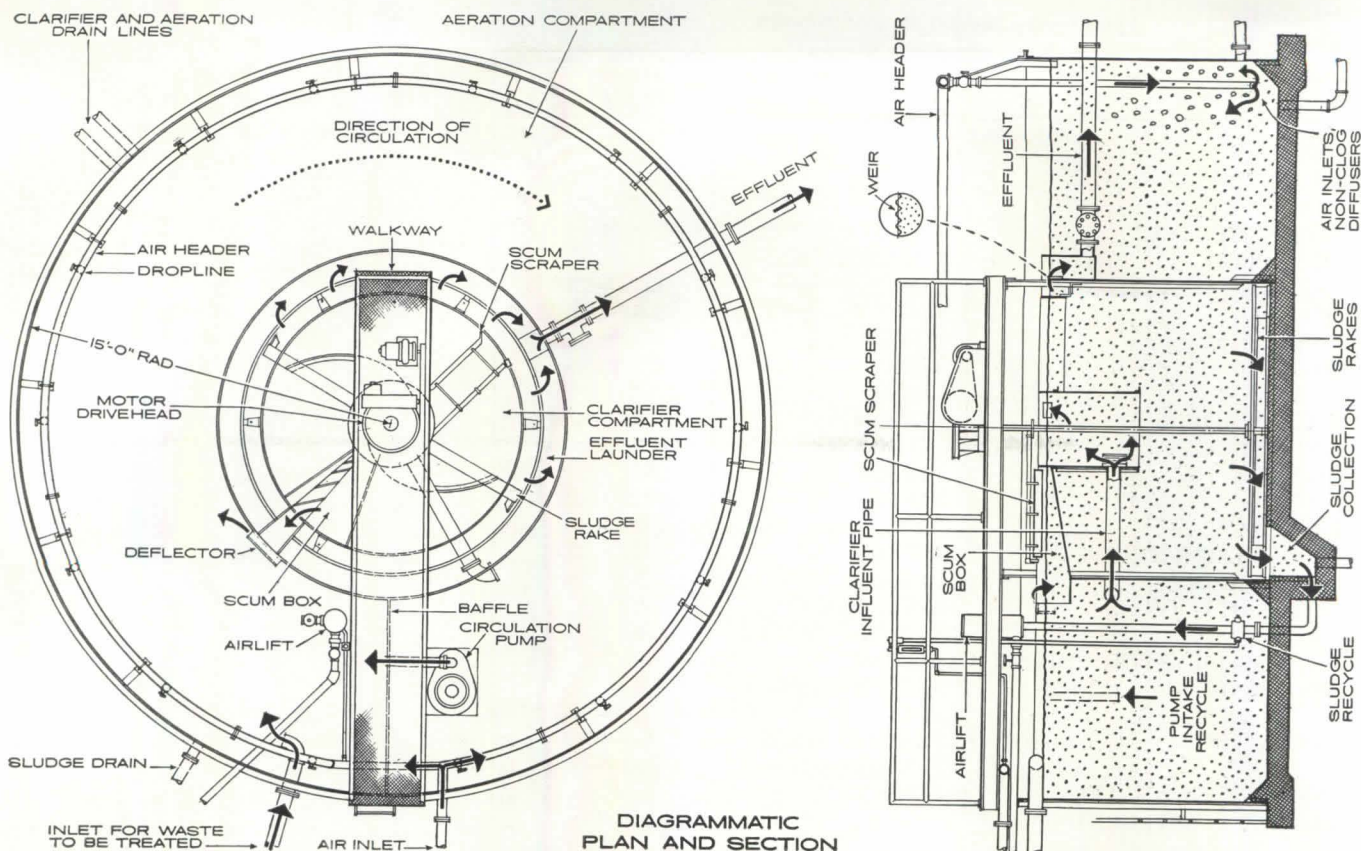 CLARIFIER AND AERATION
DRAIN LINES
AERATION COMPARTMENT
DIRECTION OF
CIRCULATION
EFFLUENT
WALKWAY
SCUM
SCRAPER
AIR HEADER
DROPLINE
15'-0" RAD
MOTOR
DRIVEHEAD
CLARIFIER
COMPARTMENT
EFFLUENT
LAUNDER
SLUDGE
RAKE
DEFLECTOR
SCUM BOX
BAFFLE
CIRCULATION
PUMP
AIRLIFT
SLUDGE DRAIN
INLET FOR WASTE
TO BE TREATED
AIR INLET
DIAGRAMMATIC
PLAN AND SECTION
AIR HEADER
WEIR
EFFLUENT
AIR INLETS,
NON-CLOG
DIFFUSERS
SCUM SCRAPER
SLUDGE
RAKES
CLARIFIER
INFLUENT PIPE
SCUM
BOX
SLUDGE
COLLECTION
AIRLIFT
PUMP
INTAKE
RECYCLE
SLUDGE
RECYCLE